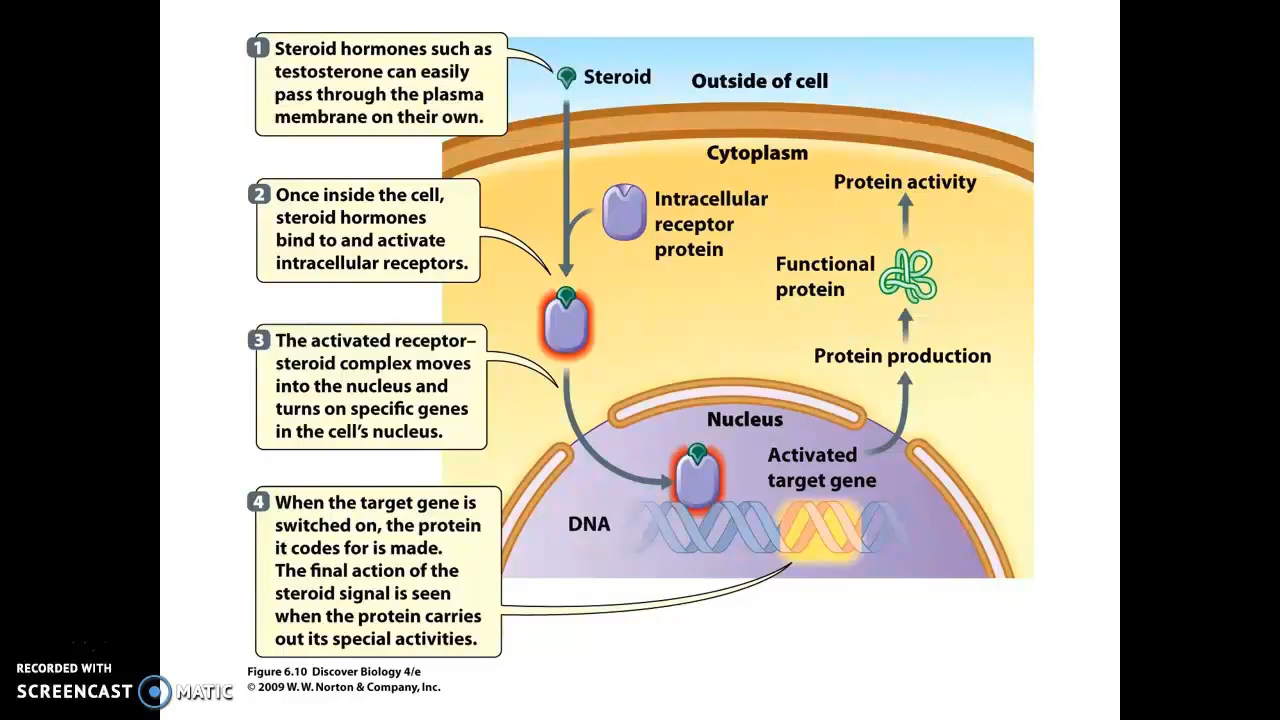 1 Steroid hormones such as
testosterone can easily
pass through the plasma
membrane on their own.
Steroid
Outside of cell
Cytoplasm
2 Once inside the cell,
steroid hormones
bind to and activate
intracellular receptors.
Intracellular
receptor
protein
Protein activity
Functional
protein
Protein production
3 The activated receptor–
steroid complex moves
into the nucleus and
turns on specific genes
in the cell's nucleus.
Nucleus
Activated
target gene
DNA
4 When the target gene is
switched on, the protein
it codes for is made.
The final action of the
steroid signal is seen
when the protein carries
out its special activities.
Figure 6.10 Discover Biology 4/e
© 2009 W. W. Norton & Company, Inc.
RECORDED WITH
SCREENCAST MATIC